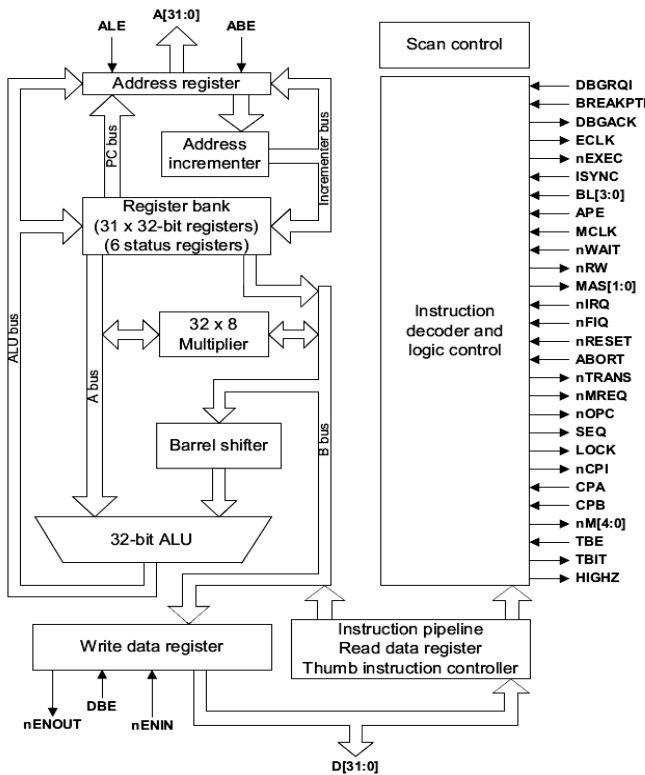 A[31:0]
ALE
ABE
Scan control
Address register
PC bus
Address
incrementer
Incrementer bus
Register bank
(31 x 32-bit registers)
(6 status registers)
ALU bus
A bus
32 x 8
Multiplier
B bus
Barrel shifter
32-bit ALU
Write data register
nENOUT
DBE
nENIN
Instruction
decoder and
logic control
DBGRQI
BREAKPTI
DBGACK
ECLK
nEXEC
ISYNC
BL[3:0]
APE
MCLK
nWAIT
nRW
MAS[1:0]
nIRQ
nFIQ
nRESET
ABORT
nTRANS
nMREQ
nOPC
SEQ
LOCK
nCPI
CPA
CPB
nM[4:0]
TBE
TBIT
HIGHZ
Instruction pipeline
Read data register
Thumb instruction controller
D[31:0]